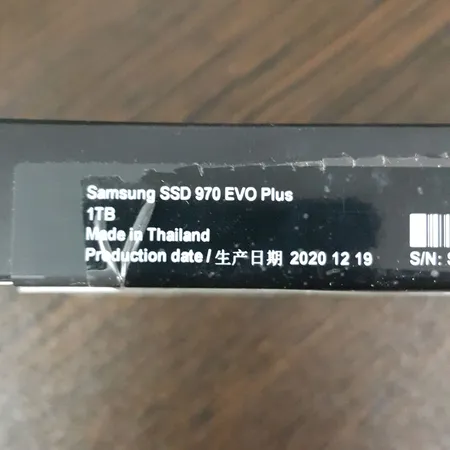 Samsung SSD 970 EVO Plus
1TB
Made in Thailand
Production date / 生产日期 2020 12 19
S/N: S